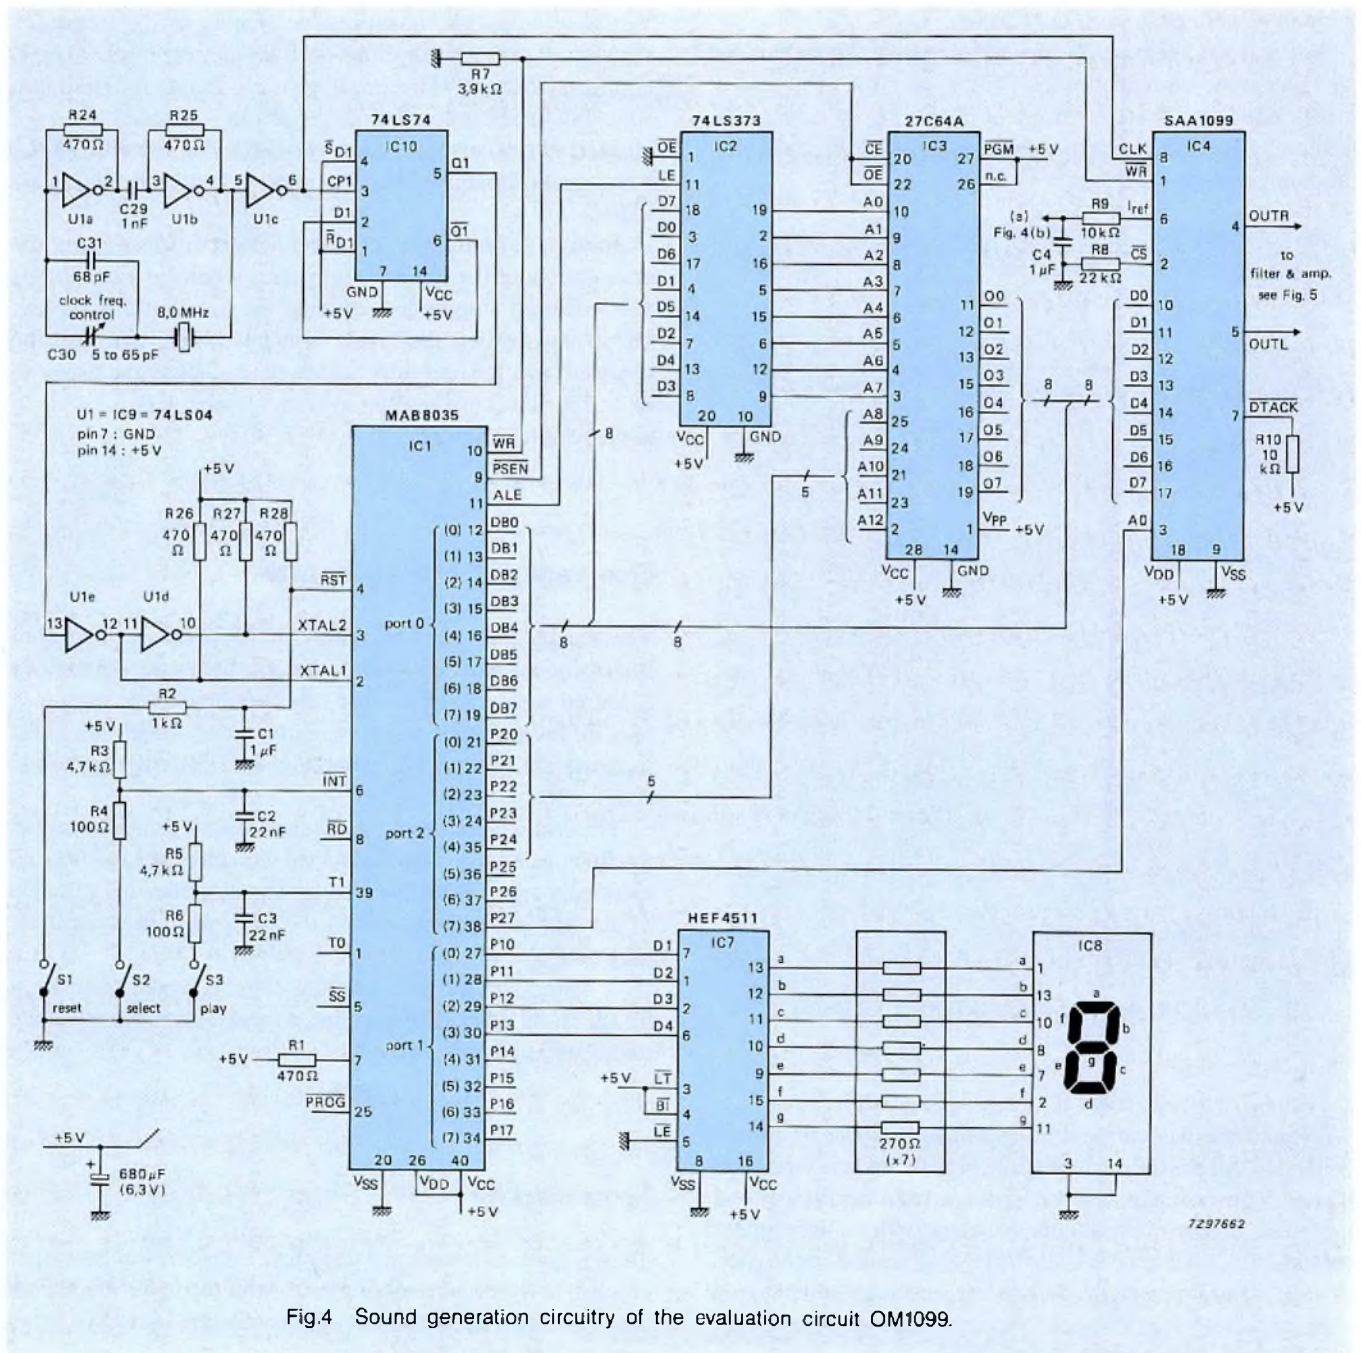 R7
3,9kΩ
R24
470Ω
R25
470Ω
1
2
3
4
5
6
U1a
C29
1nF
U1b
U1c
C31
68pF
clock freq.
control
8,0MHz
C30
5 to 65pF
74LS74
IC10
S̅D1
4
CP1
3
D1
2
R̅D1
1
Q1
5
Q̅1
6
7
14
GND
VCC
+5V
+5V
74LS373
IC2
O̅E̅
1
LE
11
D7
18
D0
3
D6
17
D1
4
D5
14
D2
7
D4
13
D3
8
19
2
16
5
15
6
12
9
20
10
VCC
GND
+5V
27C64A
IC3
C̅E̅
20
O̅E̅
22
A0
10
A1
9
A2
8
A3
7
A4
6
A5
5
A6
4
A7
3
A8
25
A9
24
A10
21
A11
23
A12
2
27
P̅G̅M̅
+5V
26
n.c.
11
O0
12
O1
13
O2
15
O3
16
O4
17
O5
18
O6
19
O7
1
VPP
+5V
28
14
VCC
GND
+5V
8
8
SAA1099
IC4
CLK
8
W̅R̅
1
R9
10kΩ
Iref
6
(a)
Fig. 4(b)
C4
1μF
R8
22kΩ
C̅S̅
2
D0
10
D1
11
D2
12
D3
13
D4
14
D5
15
D6
16
D7
17
A0
3
4
OUTR
to
filter & amp.
see Fig. 5
5
OUTL
7
D̅T̅A̅C̅K̅
R10
10
kΩ
+5V
18
9
VDD
VSS
+5V
U1 = IC9 = 74LS04
pin 7 : GND
pin 14 : +5V
+5V
R26
R27
R28
470
470
470
Ω
Ω
Ω
U1e
U1d
13
12
11
10
MAB8035
IC1
R̅S̅T̅
4
XTAL2
3
XTAL1
2
I̅N̅T̅
6
R̅D̅
8
T1
39
T0
1
S̅S̅
5
7
P̅R̅O̅G̅
25
10
W̅R̅
9
P̅S̅E̅N̅
11
ALE
port 0
(0) 12 DB0
(1) 13 DB1
(2) 14 DB2
(3) 15 DB3
(4) 16 DB4
(5) 17 DB5
(6) 18 DB6
(7) 19 DB7
port 2
(0) 21 P20
(1) 22 P21
(2) 23 P22
(3) 24 P23
(4) 35 P24
(5) 36 P25
(6) 37 P26
(7) 38 P27
port 1
(0) 27 P10
(1) 28 P11
(2) 29 P12
(3) 30 P13
(4) 31 P14
(5) 32 P15
(6) 33 P16
(7) 34 P17
20
26
40
VSS
VDD
VCC
+5V
8
8
8
5
5
R2
1kΩ
+5V
R3
4,7kΩ
C1
1μF
R4
100Ω
C2
22nF
+5V
R5
4,7kΩ
R6
100Ω
C3
22nF
S1
S2
S3
reset
select
play
+5V
R1
470Ω
+5V
+
680μF
(6,3V)
HEF4511
IC7
D1
7
D2
1
D3
2
D4
6
+5V
L̅T̅
3
B̅I̅
4
L̅E̅
5
13
a
12
b
11
c
10
d
9
e
15
f
14
g
8
16
VSS
VCC
+5V
270Ω
(x7)
IC8
a
1
b
13
c
10
d
8
e
7
f
2
g
11
a
f
b
g
e
c
d
3
14
7Z97662
Fig.4 Sound generation circuitry of the evaluation circuit OM1099.